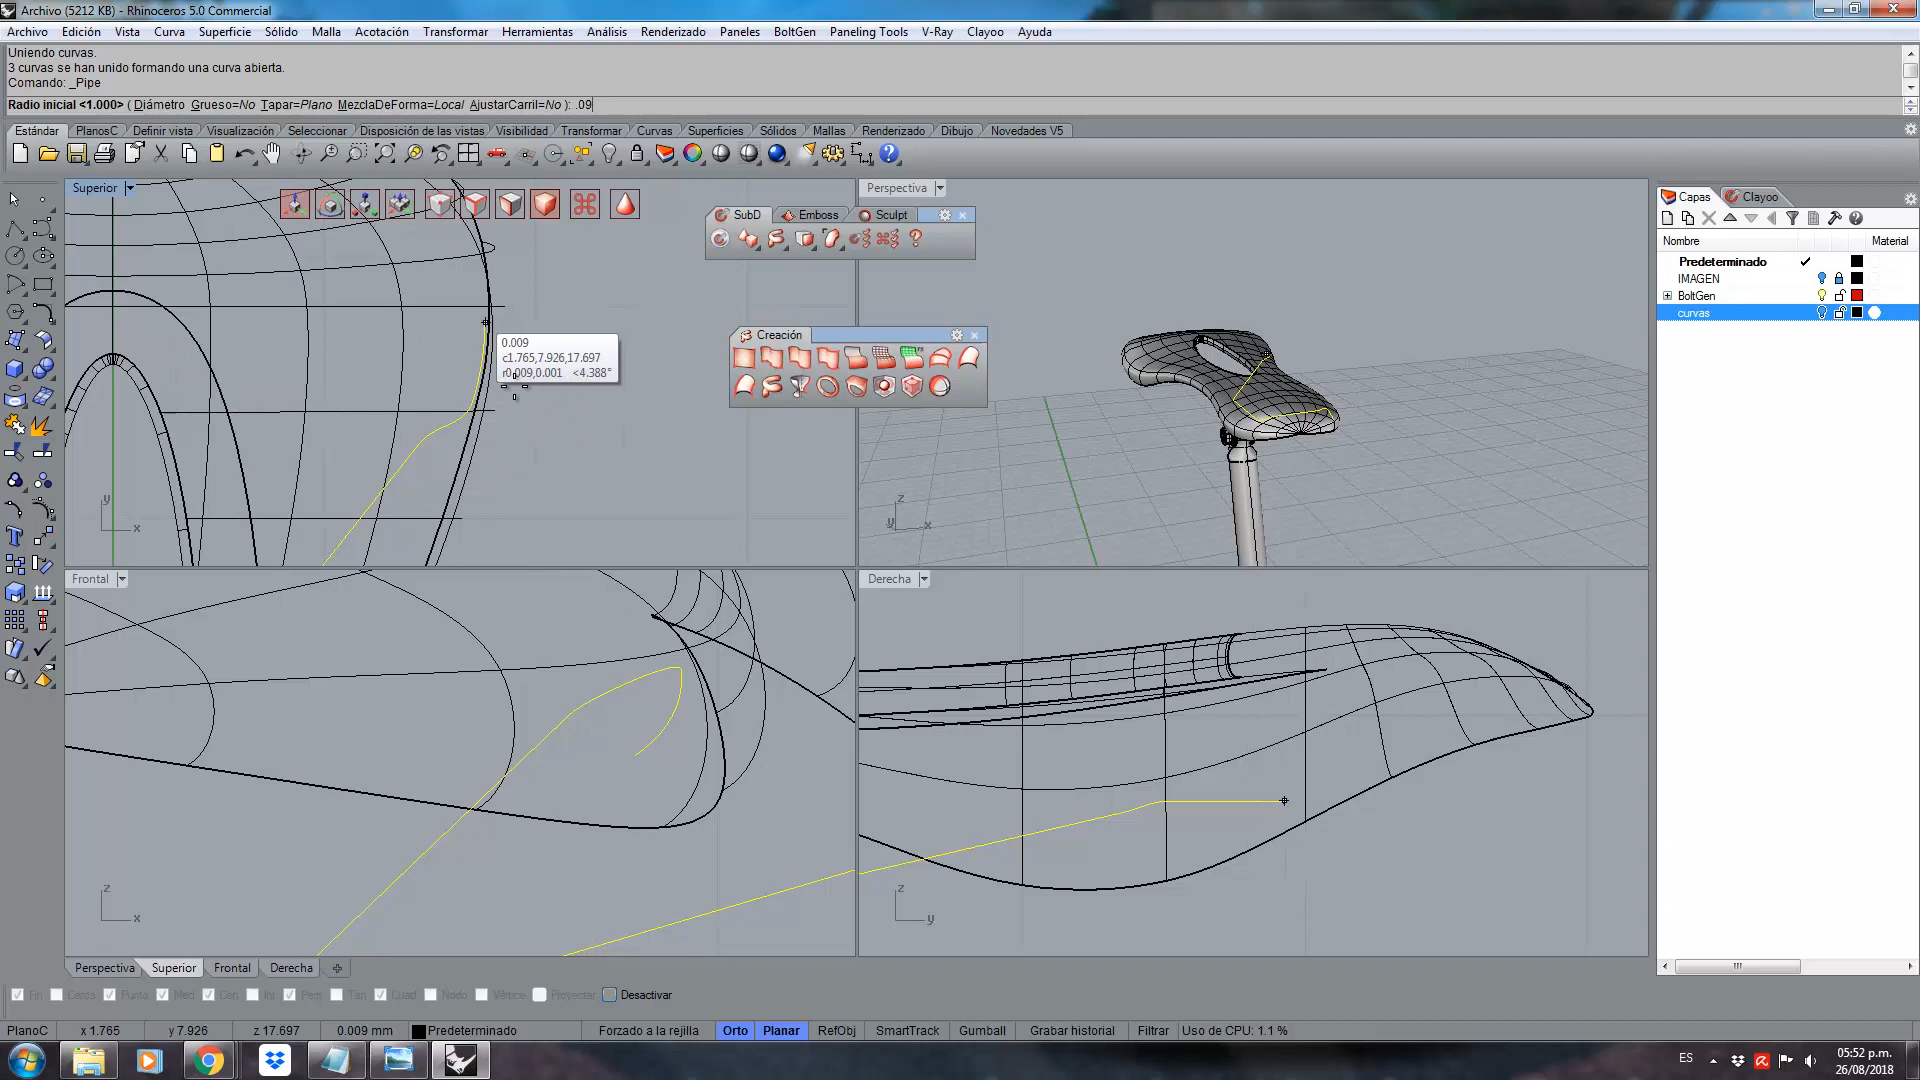 Archivo (5212 KB) - Rhinoceros 5.0 Commercial
Archivo Edición Vista Curva Superficie Sólido Malla Acotación Transformar Herramientas Análisis Renderizado Paneles BoltGen Paneling Tools V-Ray Clayoo Ayuda
Uniendo curvas.
3 curvas se han unido formando una curva abierta.
Comando: _Pipe
Radio inicial <1.000> ( Diámetro Grueso=No Tapar=Plano MezclaDeForma=Local AjustarCarril=No ): .09
Estándar PlanosC Definir vista Visualización Seleccionar Disposición de las vistas Visibilidad Transformar Curvas Superficies Sólidos Mallas Renderizado Dibujo Novedades V5
Superior
Perspectiva
SubD Emboss Sculpt
Capas Clayoo
Nombre Material
Predeterminado
IMAGEN
BoltGen
curvas
Creación
0.009
c1.765,7.926,17.697
r0.009,0.001 <4.388°
y
x
z
y x
Frontal
Derecha
z
x
z
y
Perspectiva Superior Frontal Derecha
Fin Cerca Punto Med Cen Int Perp Tan Cuad Nodo Vértice Proyectar Desactivar
PlanoC x 1.765 y 7.926 z 17.697 0.009 mm Predeterminado Forzado a la rejilla Orto Planar RefObj SmartTrack Gumball Grabar historial Filtrar Uso de CPU: 1.1 %
ES
05:52 p.m.
26/08/2018